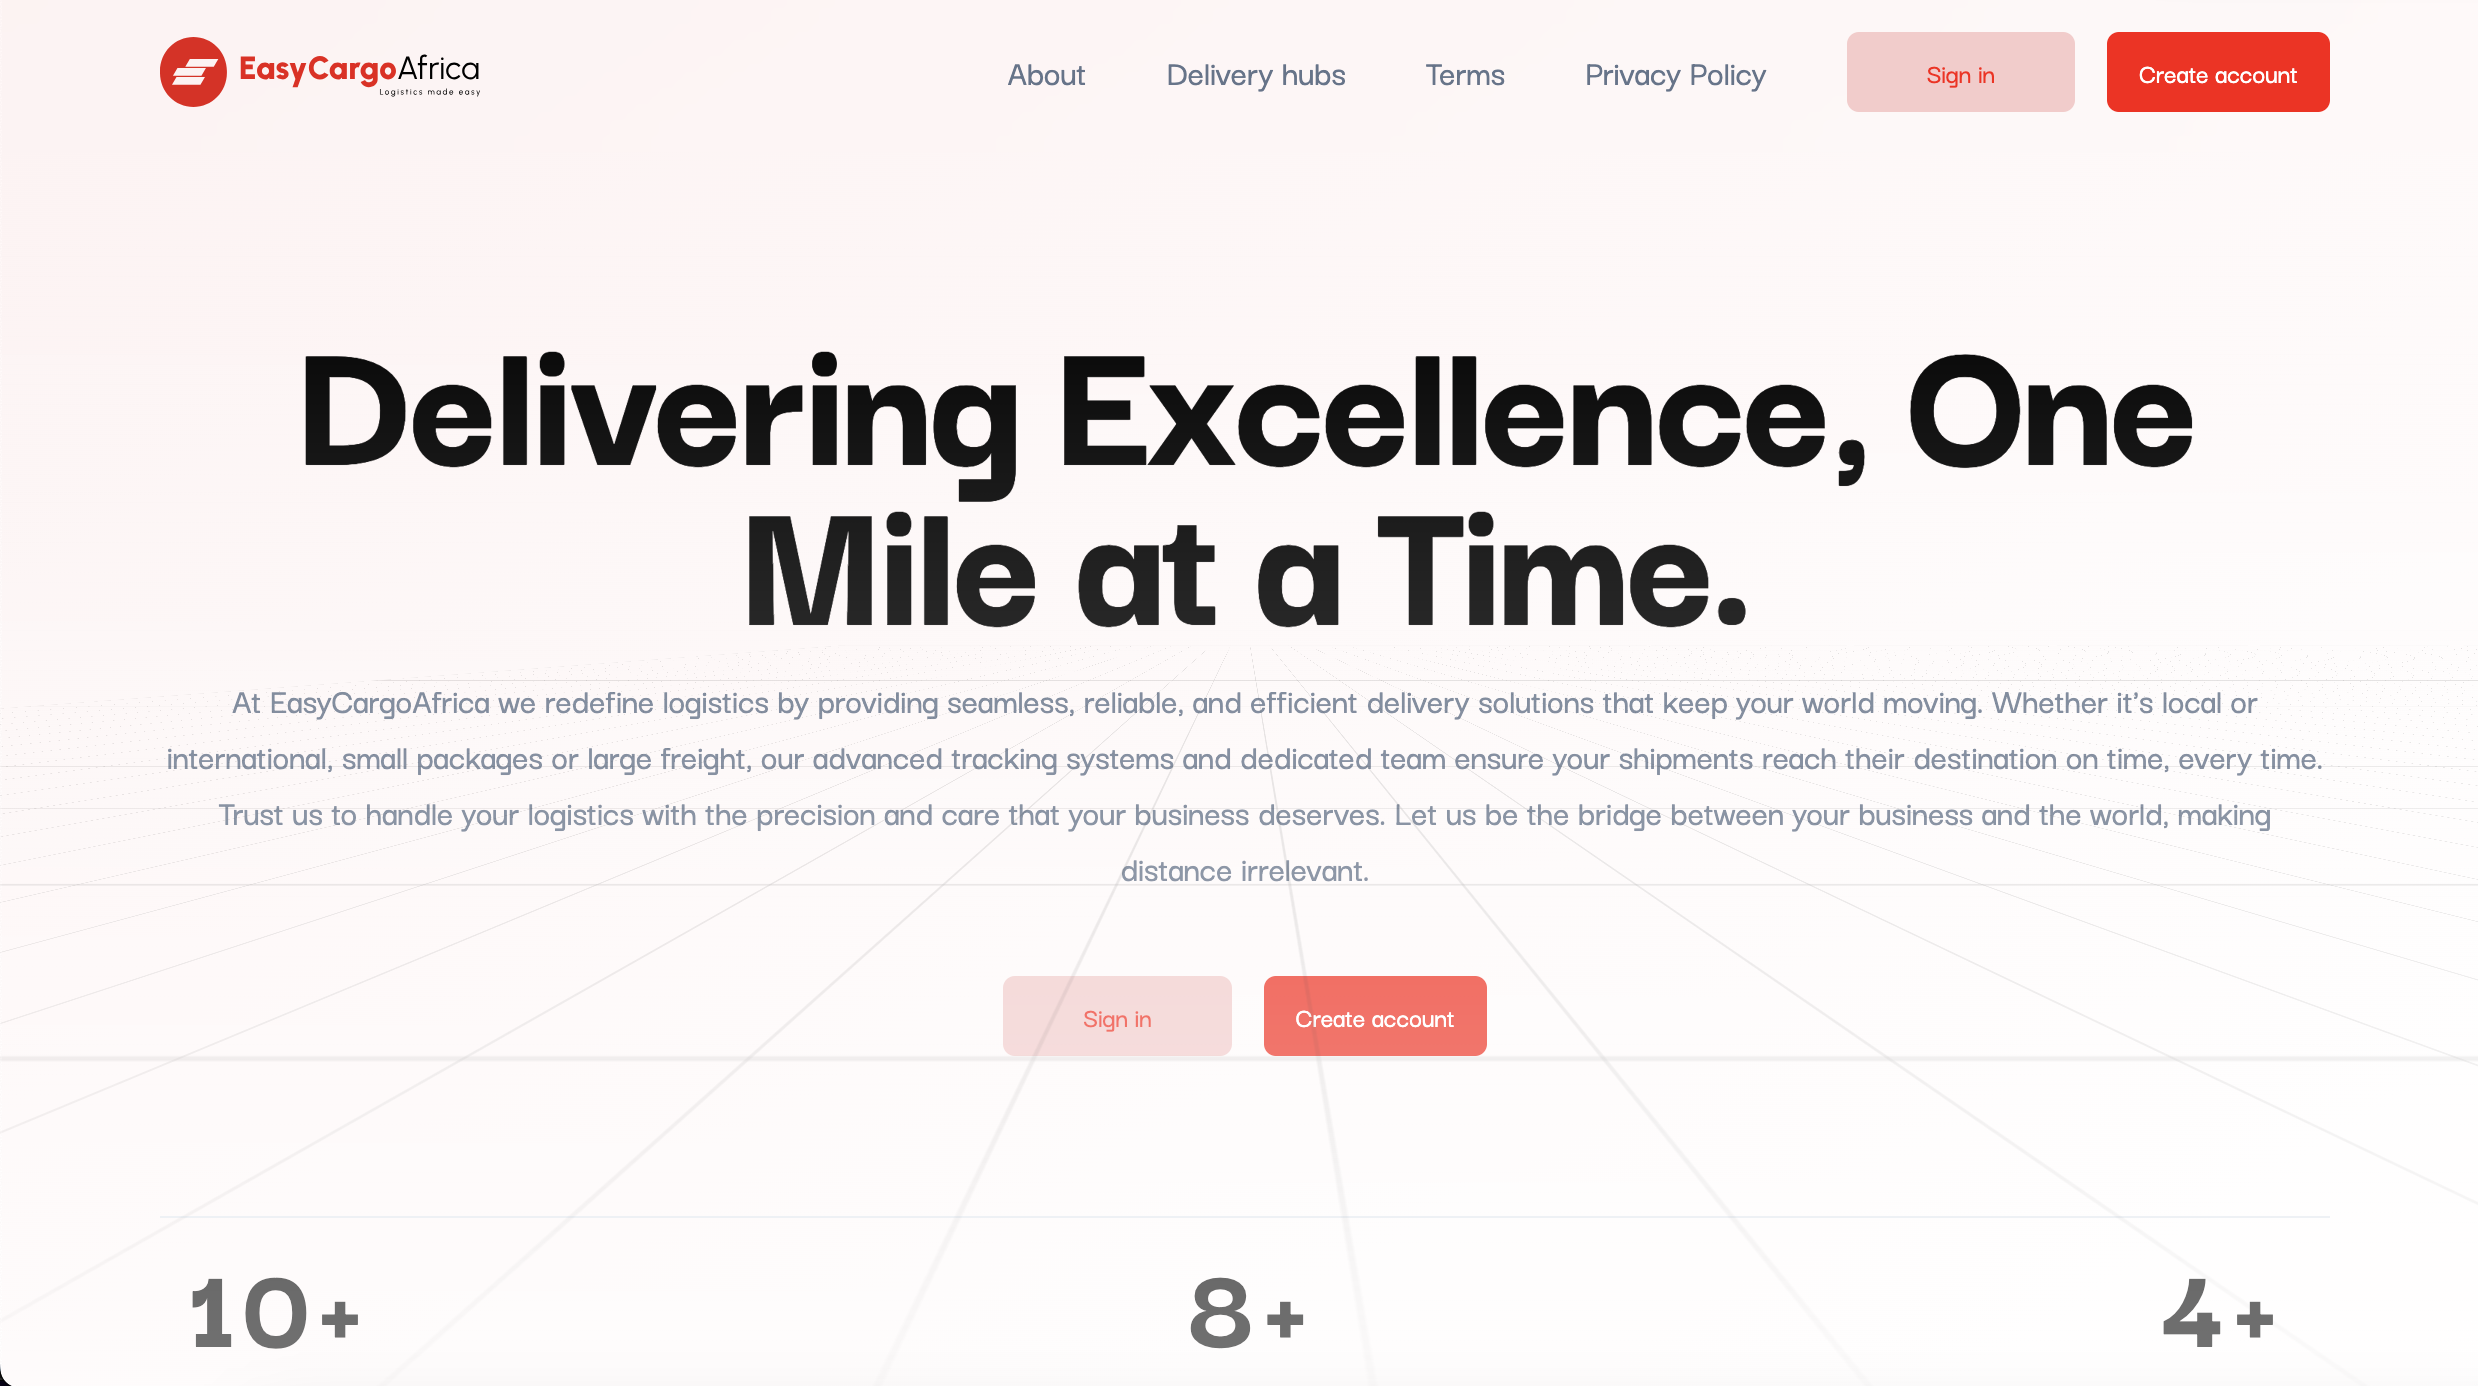 EasyCargoAfrica
Logistics made easy
About
Delivery hubs
Terms
Privacy Policy
Sign in
Create account
Delivering Excellence, One
Mile at a Time.
At EasyCargoAfrica we redefine logistics by providing seamless, reliable, and efficient delivery solutions that keep your world moving. Whether it's local or
international, small packages or large freight, our advanced tracking systems and dedicated team ensure your shipments reach their destination on time, every time.
Trust us to handle your logistics with the precision and care that your business deserves. Let us be the bridge between your business and the world, making
distance irrelevant.
Sign in
Create account
10+
8+
4+